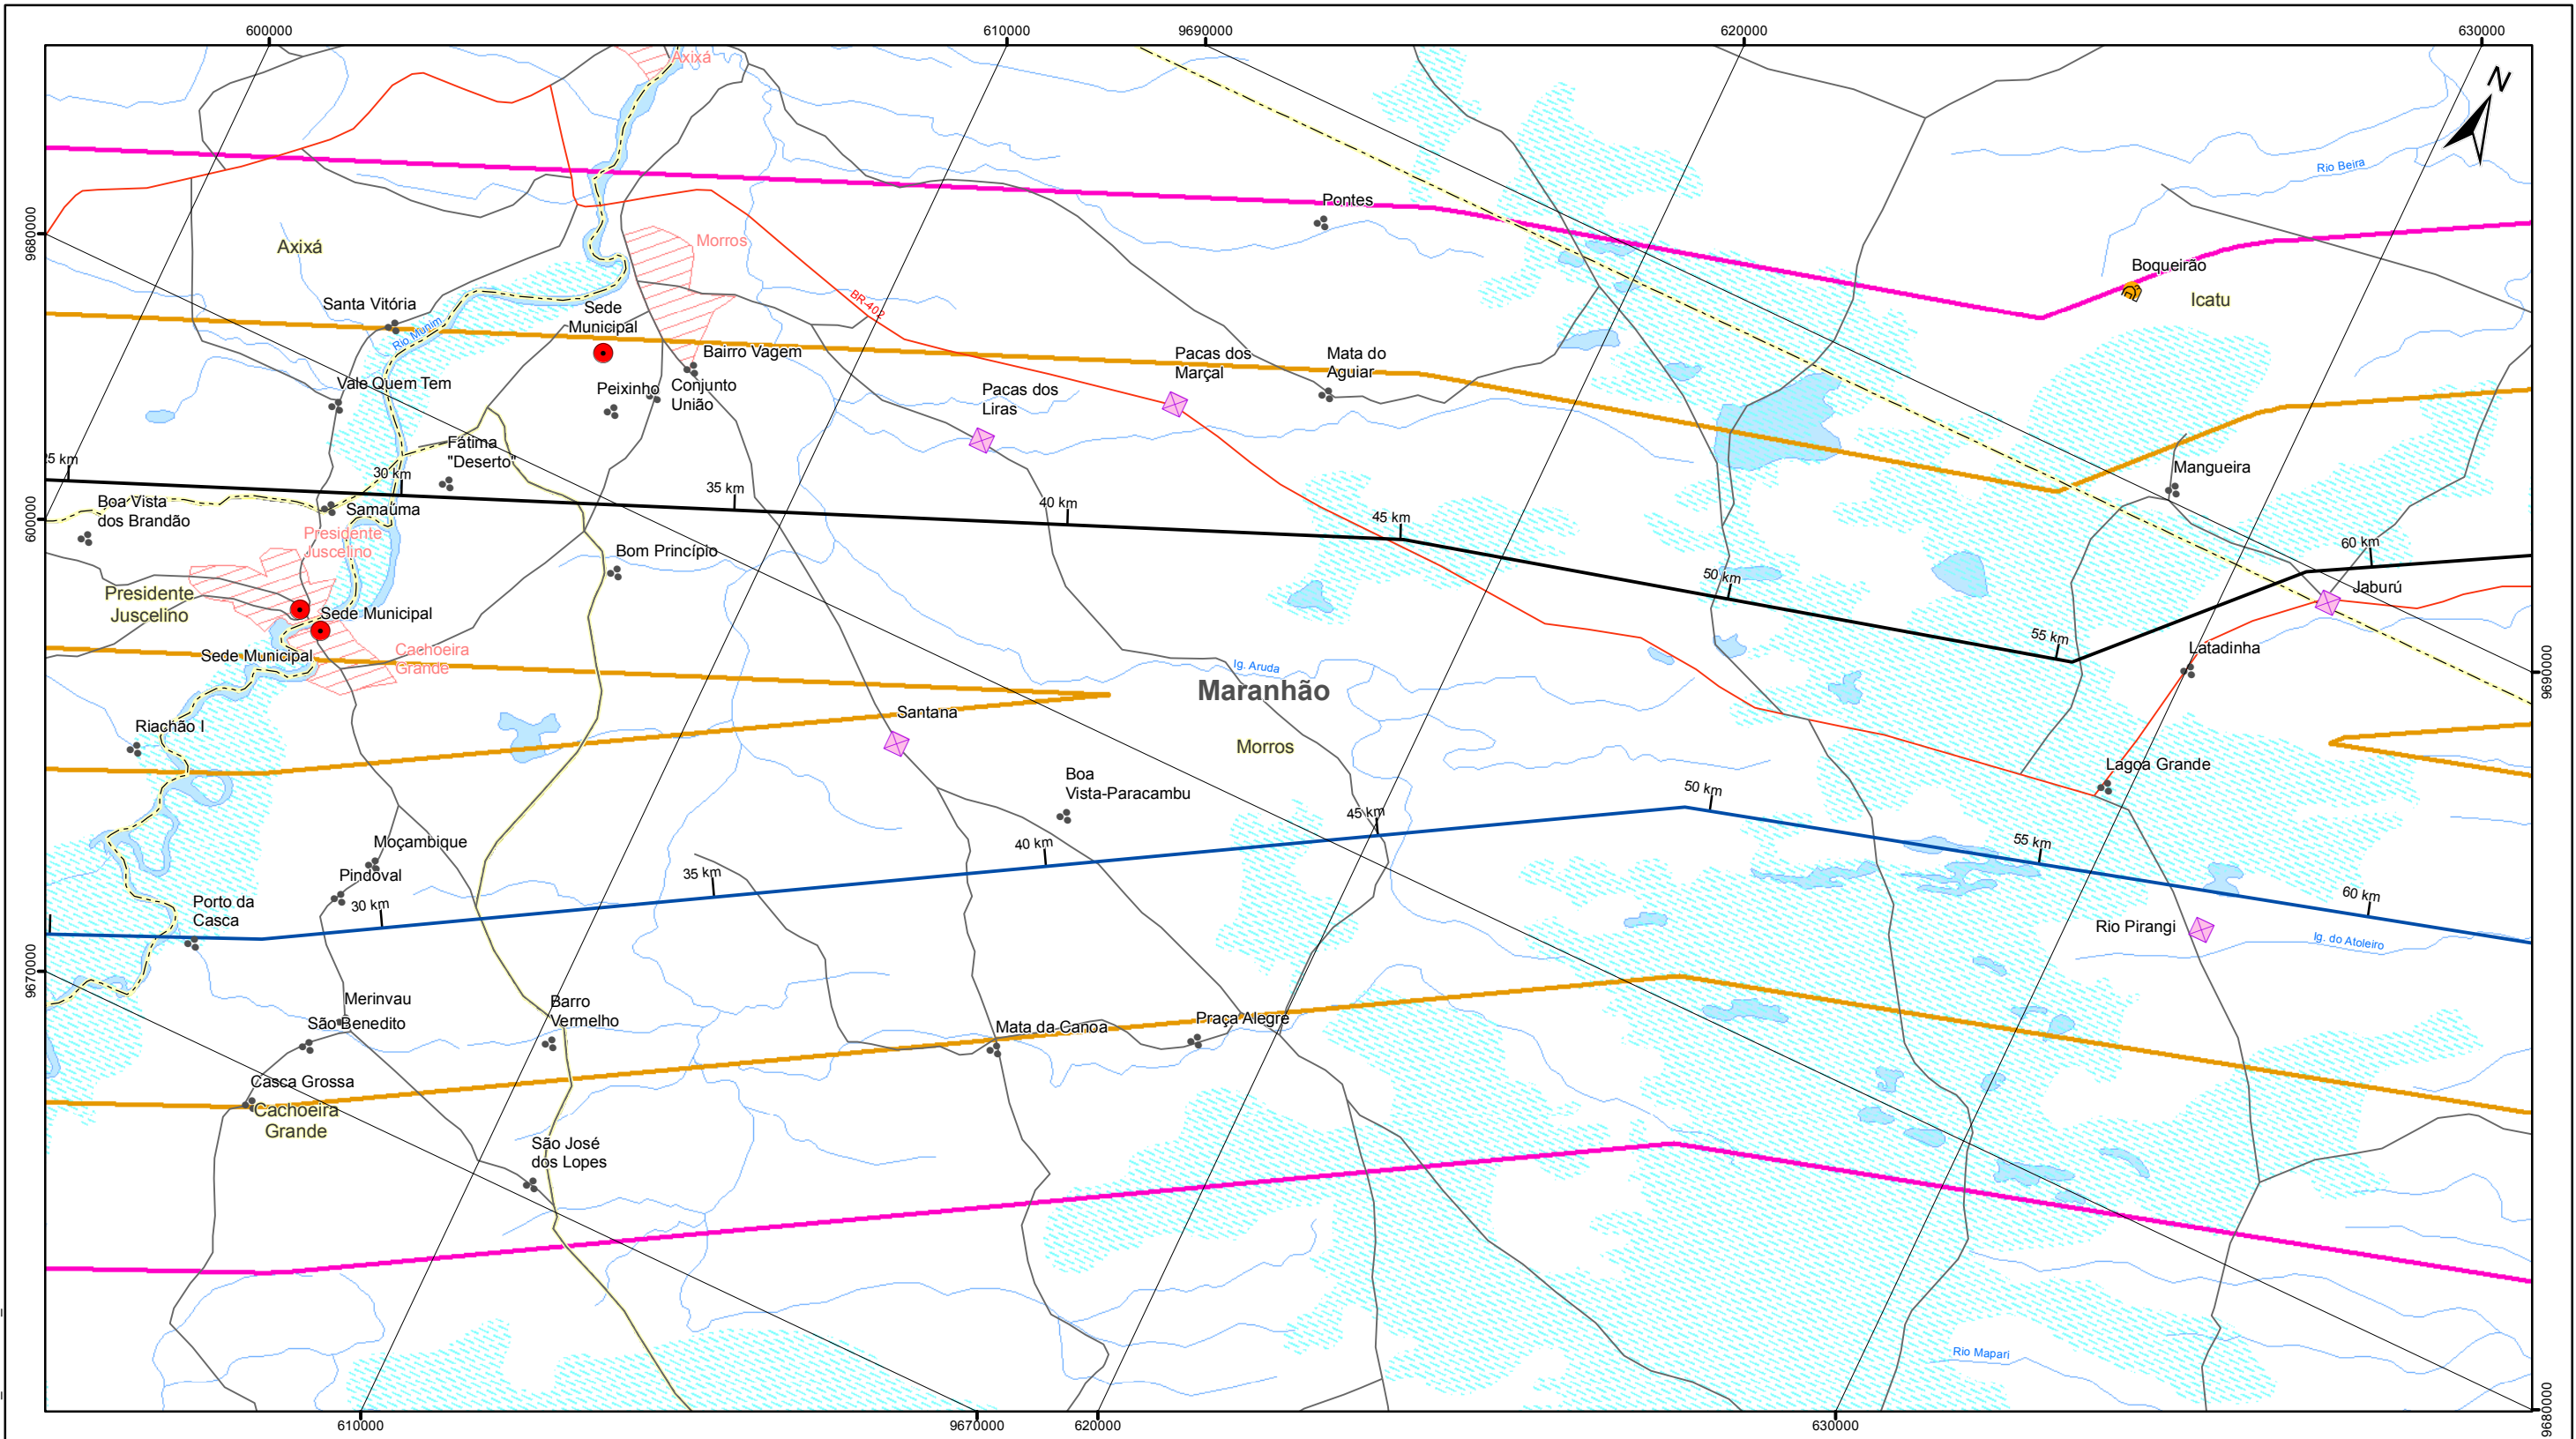 600000
610000
9690000
620000
630000
N
Axixá
Rio Beira
Pontes
9680000
Axixá
Morros
Boqueirão
Icatu
Santa Vitória
Sede
Municipal
BR-402
Rio Munim
Bairro Vagem
Pacas dos
Marçal
Mata do
Aguiar
Vale Quem Tem
Peixinho
Conjunto
União
Pacas dos
Liras
Fátima
"Deserto"
25 km
30 km
35 km
40 km
45 km
50 km
55 km
60 km
Mangueira
600000
Boa Vista
dos Brandão
Samaúma
Presidente
Juscelino
Bom Princípio
Jaburú
Presidente
Juscelino
Sede Municipal
Sede Municipal
Cachoeira
Grande
Latadinha
Ig. Aruda
Maranhão
9690000
Santana
Riachão I
Morros
Lagoa Grande
Boa
Vista-Paracambu
30 km
35 km
40 km
45 km
50 km
55 km
60 km
Moçambique
Pindoval
Porto da
Casca
Rio Pirangi
Ig. do Atoleiro
9670000
Merinvau
São Benedito
Barro
Vermelho
Mata da Canoa
Praça Alegre
Casca Grossa
Cachoeira
Grande
São José
dos Lopes
Rio Mapari
610000
9670000
620000
630000
9680000